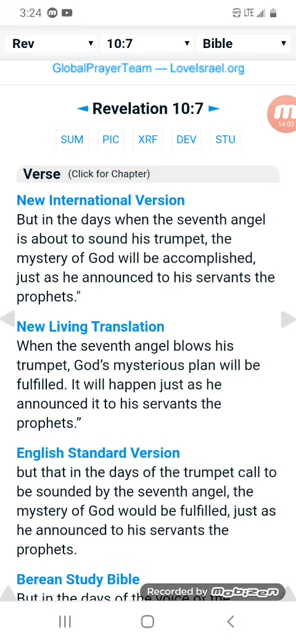 3:24
LTE
Rev 10:7 Bible
GlobalPrayerTeam — LoveIsrael.org
Revelation 10:7
14:02
SUM PIC XRF DEV STU
Verse (Click for Chapter)
New International Version
But in the days when the seventh angel
is about to sound his trumpet, the
mystery of God will be accomplished,
just as he announced to his servants the
prophets."
New Living Translation
When the seventh angel blows his
trumpet, God’s mysterious plan will be
fulfilled. It will happen just as he
announced it to his servants the
prophets.”
English Standard Version
but that in the days of the trumpet call to
be sounded by the seventh angel, the
mystery of God would be fulfilled, just as
he announced to his servants the
prophets.
Berean Study Bible
But in the days of the voice of the
Recorded by Mobizen